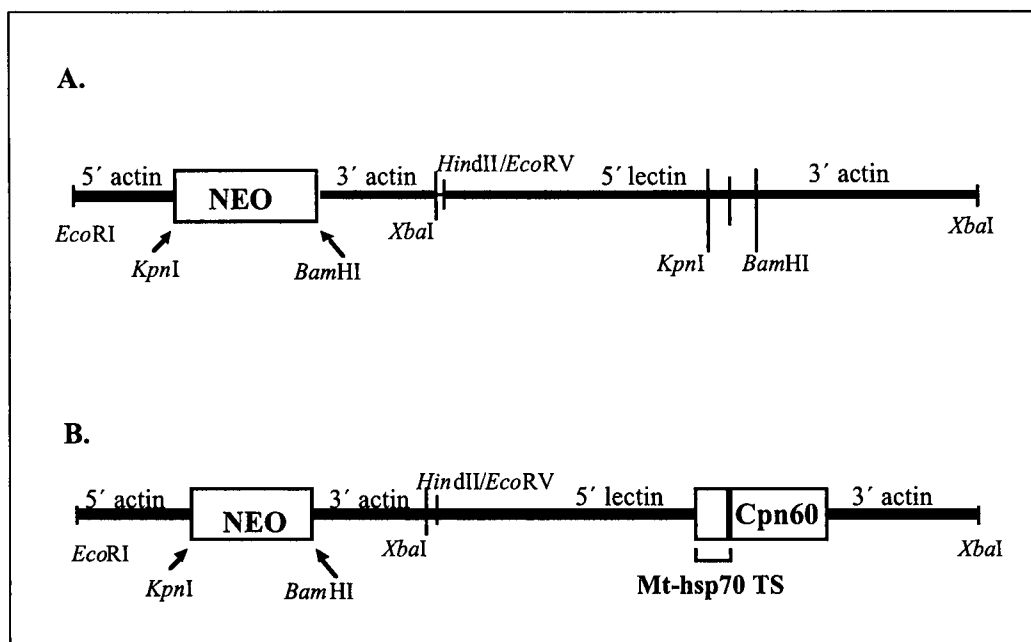 A.
HindII/EcoRV
5´ actin
NEO
3´ actin
5´ lectin
3´ actin
EcoRI
KpnI
BamHI
XbaI
KpnI
BamHI
XbaI
B.
HindII/EcoRV
5´ actin
NEO
3´ actin
5´ lectin
Cpn60
3´ actin
EcoRI
KpnI
BamHI
XbaI
XbaI
Mt-hsp70 TS